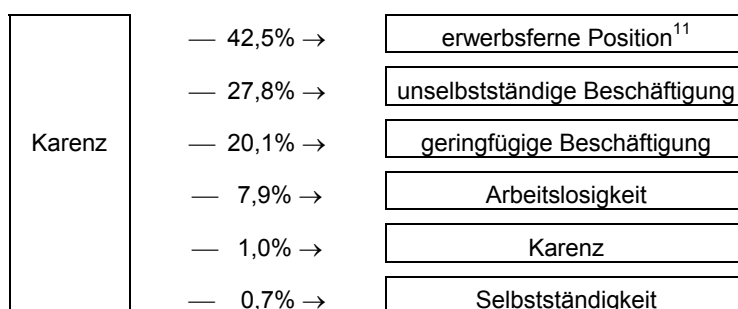 — 42,5% → erwerbsferne Position11
— 27,8% → unselbstständige Beschäftigung
Karenz — 20,1% → geringfügige Beschäftigung
— 7,9% → Arbeitslosigkeit
— 1,0% → Karenz
— 0,7% → Selbstständigkeit